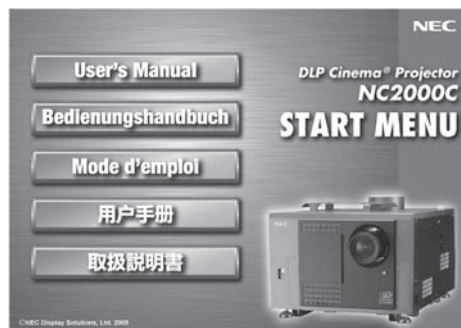 NEC
User's Manual
DLP Cinema® Projector
NC2000C
START MENU
Bedienungshandbuch
Mode d'emploi
用户手册
取扱説明書
©NEC Display Solutions, Ltd. 2009